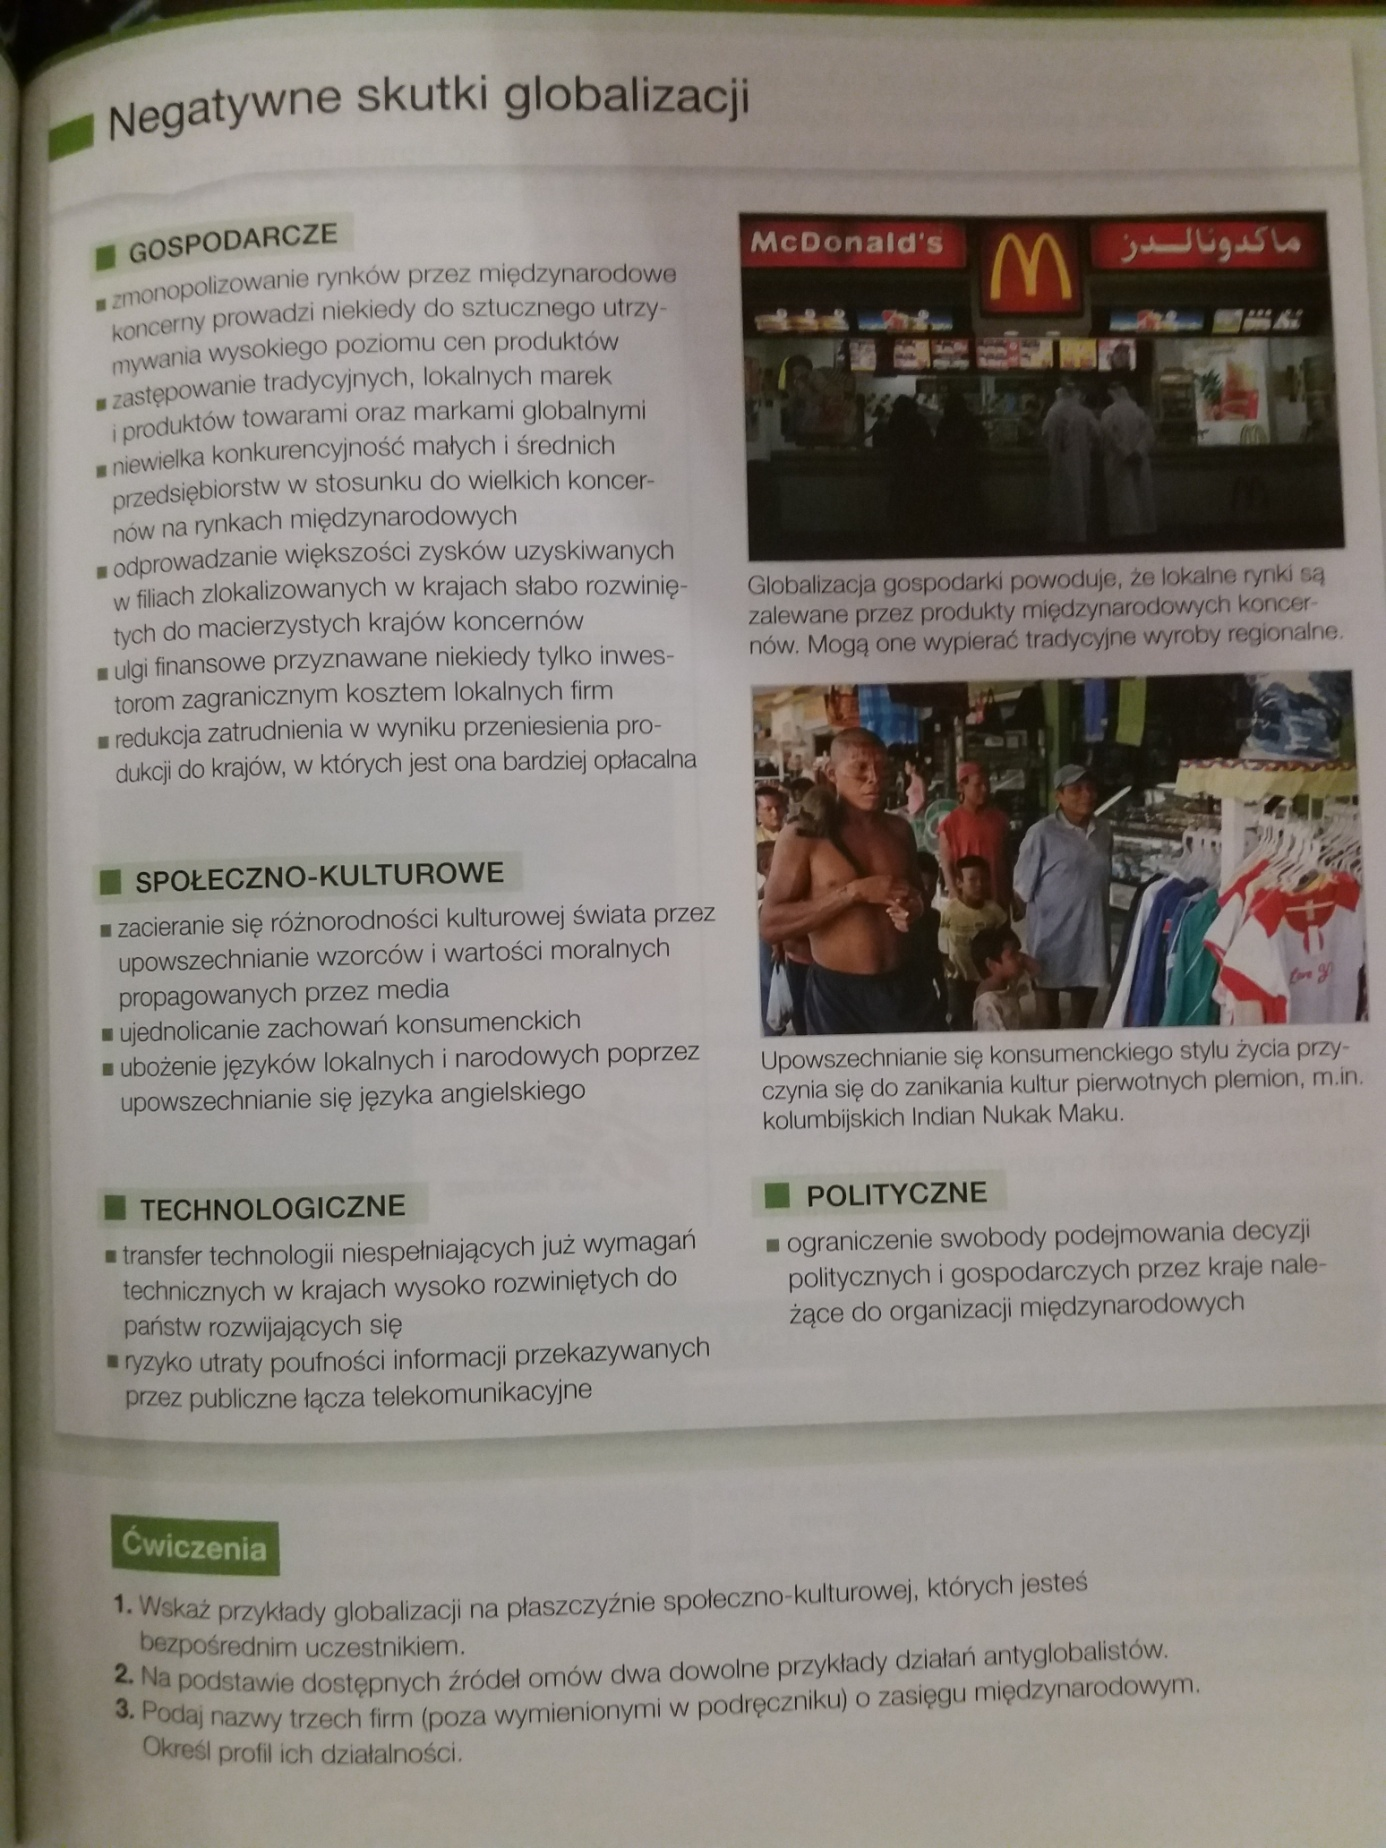 Negatywne skutki globalizacji
GOSPODARCZE
zmonopolizowanie rynków przez międzynarodowe
koncerny prowadzi niekiedy do sztucznego utrzy-
mywania wysokiego poziomu cen produktów
zastępowanie tradycyjnych, lokalnych marek
i produktów towarami oraz markami globalnymi
niewielka konkurencyjność małych i średnich
przedsiębiorstw w stosunku do wielkich koncer-
nów na rynkach międzynarodowych
odprowadzanie większości zysków uzyskiwanych
w filiach zlokalizowanych w krajach słabo rozwinię-
tych do macierzystych krajów koncernów
ulgi finansowe przyznawane niekiedy tylko inwes-
torom zagranicznym kosztem lokalnych firm
redukcja zatrudnienia w wyniku przeniesienia pro-
dukcji do krajów, w których jest ona bardziej opłacalna
SPOŁECZNO-KULTUROWE
zacieranie się różnorodności kulturowej świata przez
upowszechnianie wzorców i wartości moralnych
propagowanych przez media
ujednolicanie zachowań konsumenckich
ubożenie języków lokalnych i narodowych poprzez
upowszechnianie się języka angielskiego
TECHNOLOGICZNE
transfer technologii niespełniających już wymagań
technicznych w krajach wysoko rozwiniętych do
państw rozwijających się
ryzyko utraty poufności informacji przekazywanych
przez publiczne łącza telekomunikacyjne
McDonald's
ماكدونالدز
Globalizacja gospodarki powoduje, że lokalne rynki są
zalewane przez produkty międzynarodowych koncer-
nów. Mogą one wypierać tradycyjne wyroby regionalne.
Upowszechnianie się konsumenckiego stylu życia przy-
czynia się do zanikania kultur pierwotnych plemion, m.in.
kolumbijskich Indian Nukak Maku.
POLITYCZNE
ograniczenie swobody podejmowania decyzji
politycznych i gospodarczych przez kraje nale-
żące do organizacji międzynarodowych
Ćwiczenia
1. Wskaż przykłady globalizacji na płaszczyźnie społeczno-kulturowej, których jesteś
bezpośrednim uczestnikiem.
2. Na podstawie dostępnych źródeł omów dwa dowolne przykłady działań antyglobalistów.
3. Podaj nazwy trzech firm (poza wymienionymi w podręczniku) o zasięgu międzynarodowym.
Określ profil ich działalności.